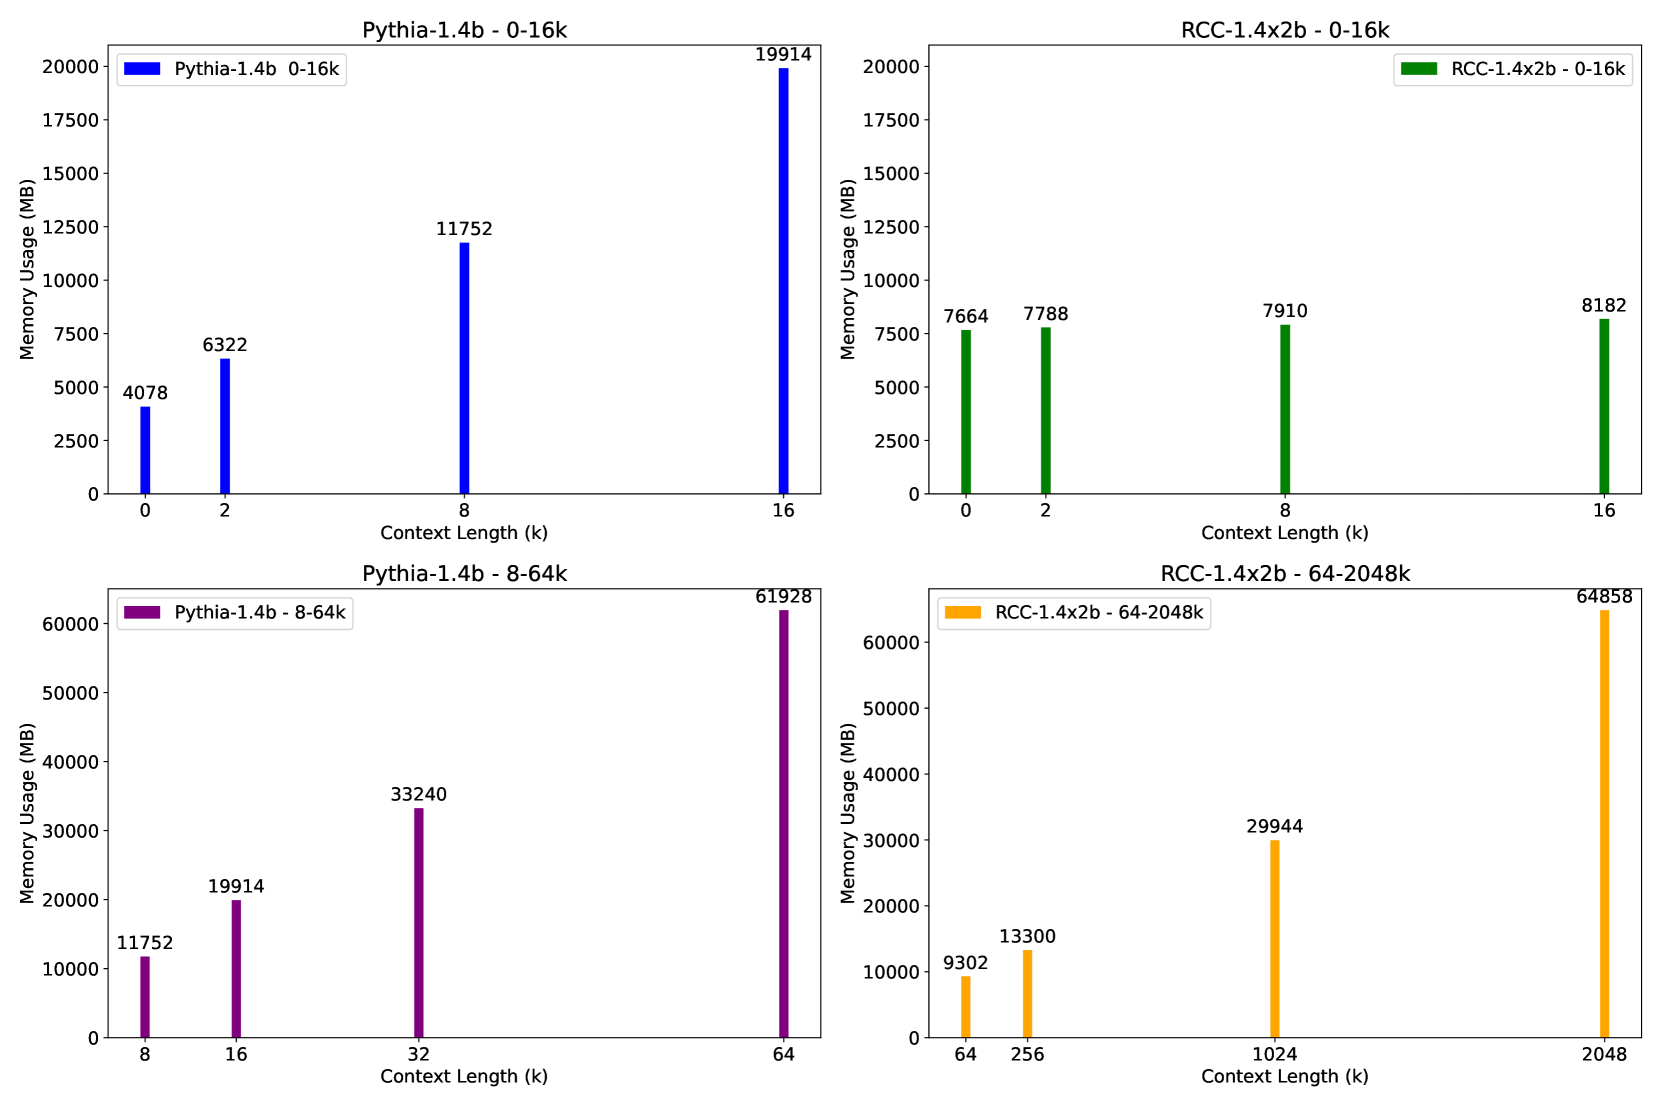 Pythia-1.4b - 0-16k
Pythia-1.4b 0-16k
Memory Usage (MB)
20000
17500
15000
12500
10000
7500
5000
2500
0
4078
6322
11752
19914
0 2 8 16
Context Length (k)
RCC-1.4x2b - 0-16k
RCC-1.4x2b - 0-16k
Memory Usage (MB)
20000
17500
15000
12500
10000
7500
5000
2500
0
7664
7788
7910
8182
0 2 8 16
Context Length (k)
Pythia-1.4b - 8-64k
Pythia-1.4b - 8-64k
Memory Usage (MB)
60000
50000
40000
30000
20000
10000
0
11752
19914
33240
61928
8 16 32 64
Context Length (k)
RCC-1.4x2b - 64-2048k
RCC-1.4x2b - 64-2048k
Memory Usage (MB)
60000
50000
40000
30000
20000
10000
0
9302
13300
29944
64858
64 256 1024 2048
Context Length (k)